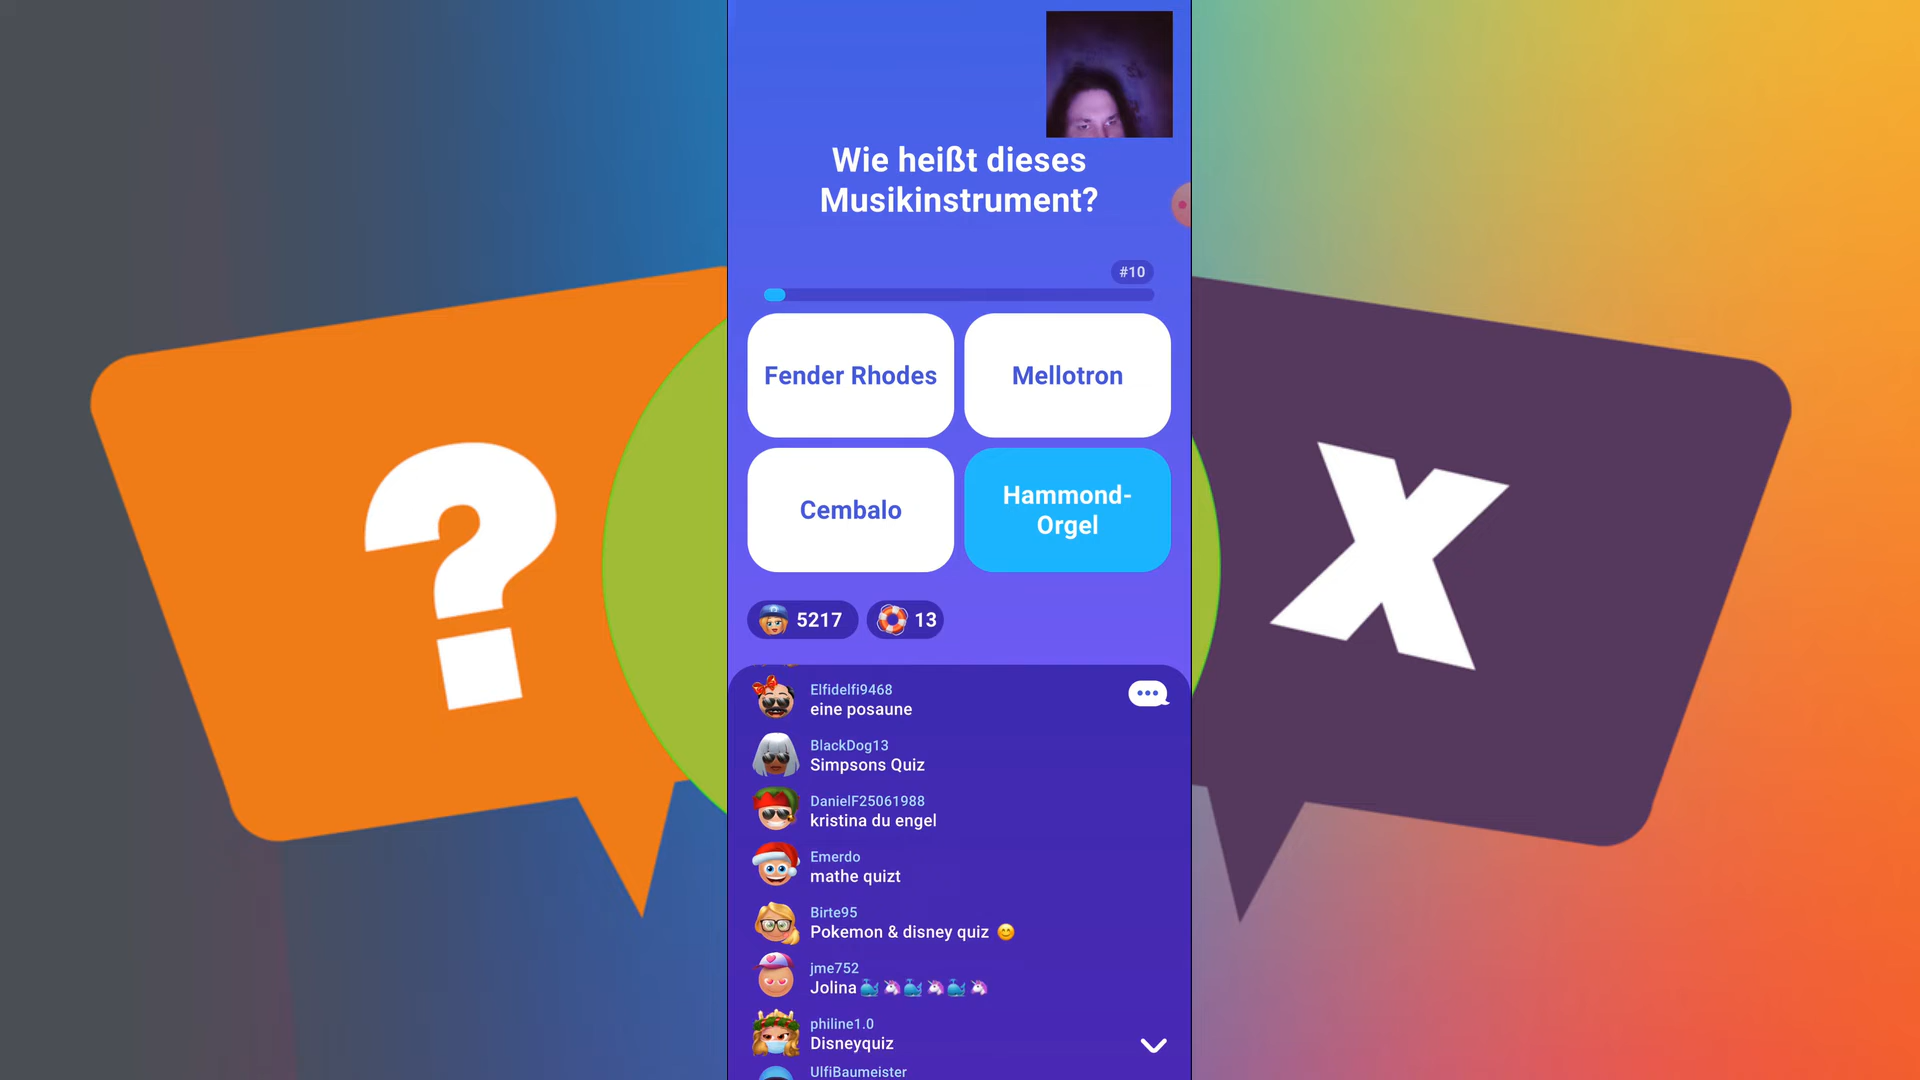 Wie heißt dieses
Musikinstrument?
#10
Fender Rhodes
Mellotron
Cembalo
Hammond-
Orgel
5217
13
Elfidelfi9468
eine posaune
BlackDog13
Simpsons Quiz
DanielF25061988
kristina du engel
Emerdo
mathe quizt
Birte95
Pokemon & disney quiz 😊
jme752
Jolina🐳🦄🐳🦄🐳🦄
philine1.0
Disneyquiz
UlfiBaumeister
?
X